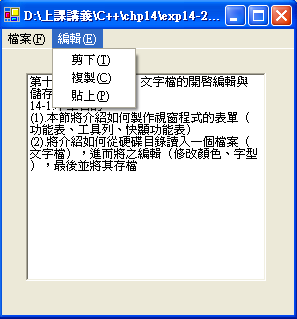 D:\上課講義\C++\chp14\exp14-2...
檔案(F) 編輯(E)
剪下(T)
複製(C)
貼上(P)
第十 文字檔的開啓編輯與
儲存
14-1
(1).本節將介紹如何製作視窗程式的表單（
功能表、工具列、快顯功能表）
(2).將介紹如何從硬碟目錄讀入一個檔案（
文字檔），進而將之編輯（修改顏色、字型
），最後並將其存檔